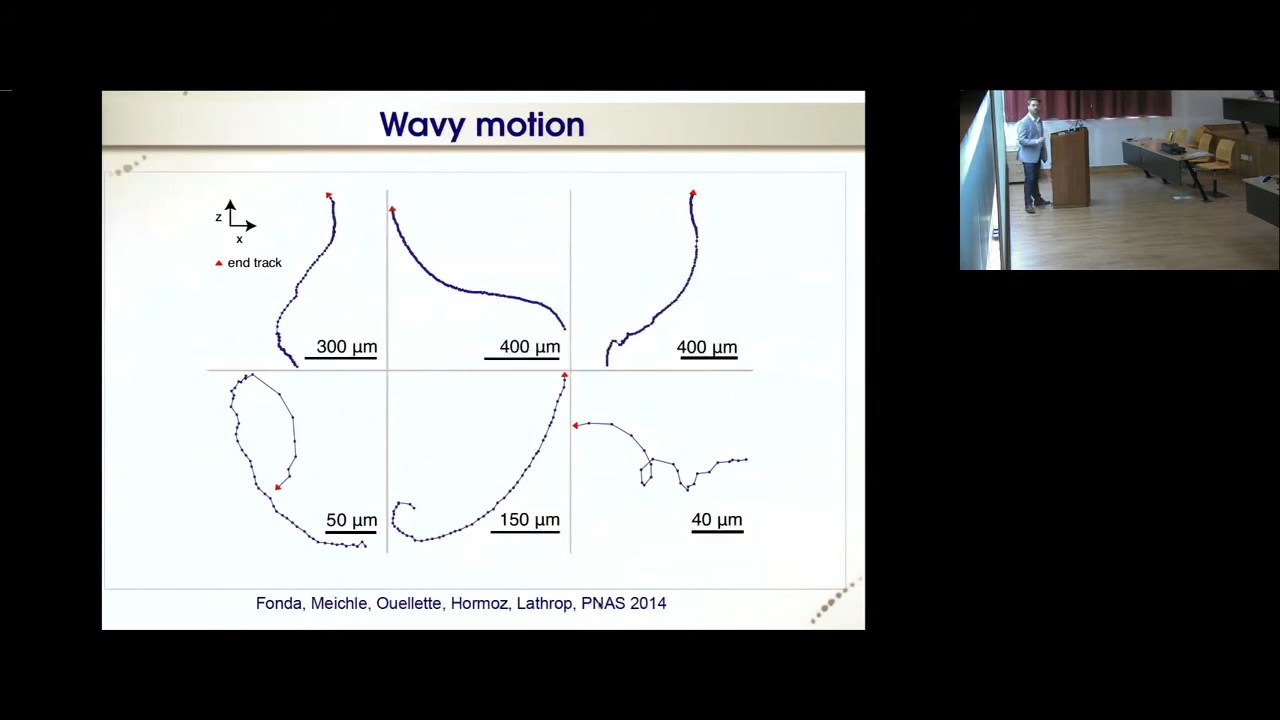 Wavy motion
z
x
end track
300 µm
400 µm
400 µm
50 µm
150 µm
40 µm
Fonda, Meichle, Ouellette, Hormoz, Lathrop, PNAS 2014